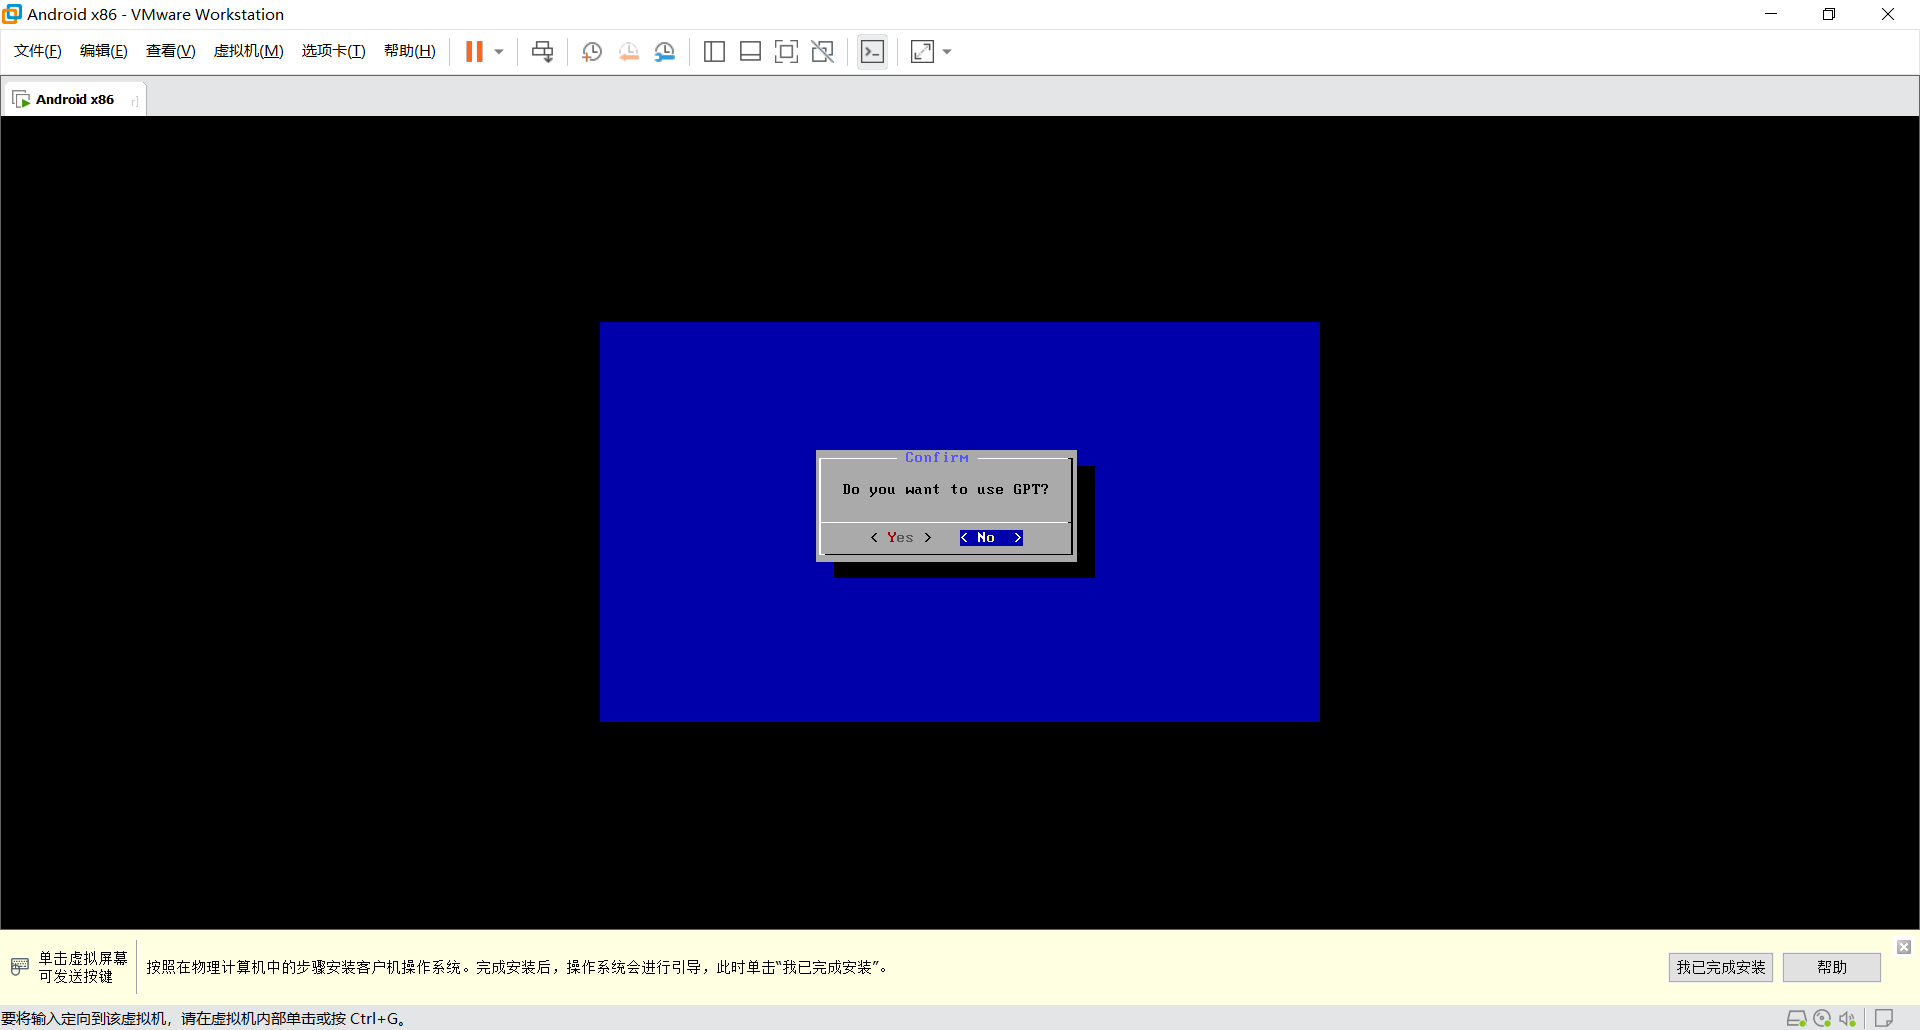 Android x86 - VMware Workstation
文件(F) 编辑(E) 查看(V) 虚拟机(M) 选项卡(T) 帮助(H)
Android x86
Confirm
Do you want to use GPT?
< Yes > < No >
单击虚拟屏幕
可发送按键
按照在物理计算机中的步骤安装客户机操作系统。完成安装后，操作系统会进行引导，此时单击“我已完成安装”。
我已完成安装 帮助
要将输入定向到该虚拟机，请在虚拟机内部单击或按 Ctrl+G。